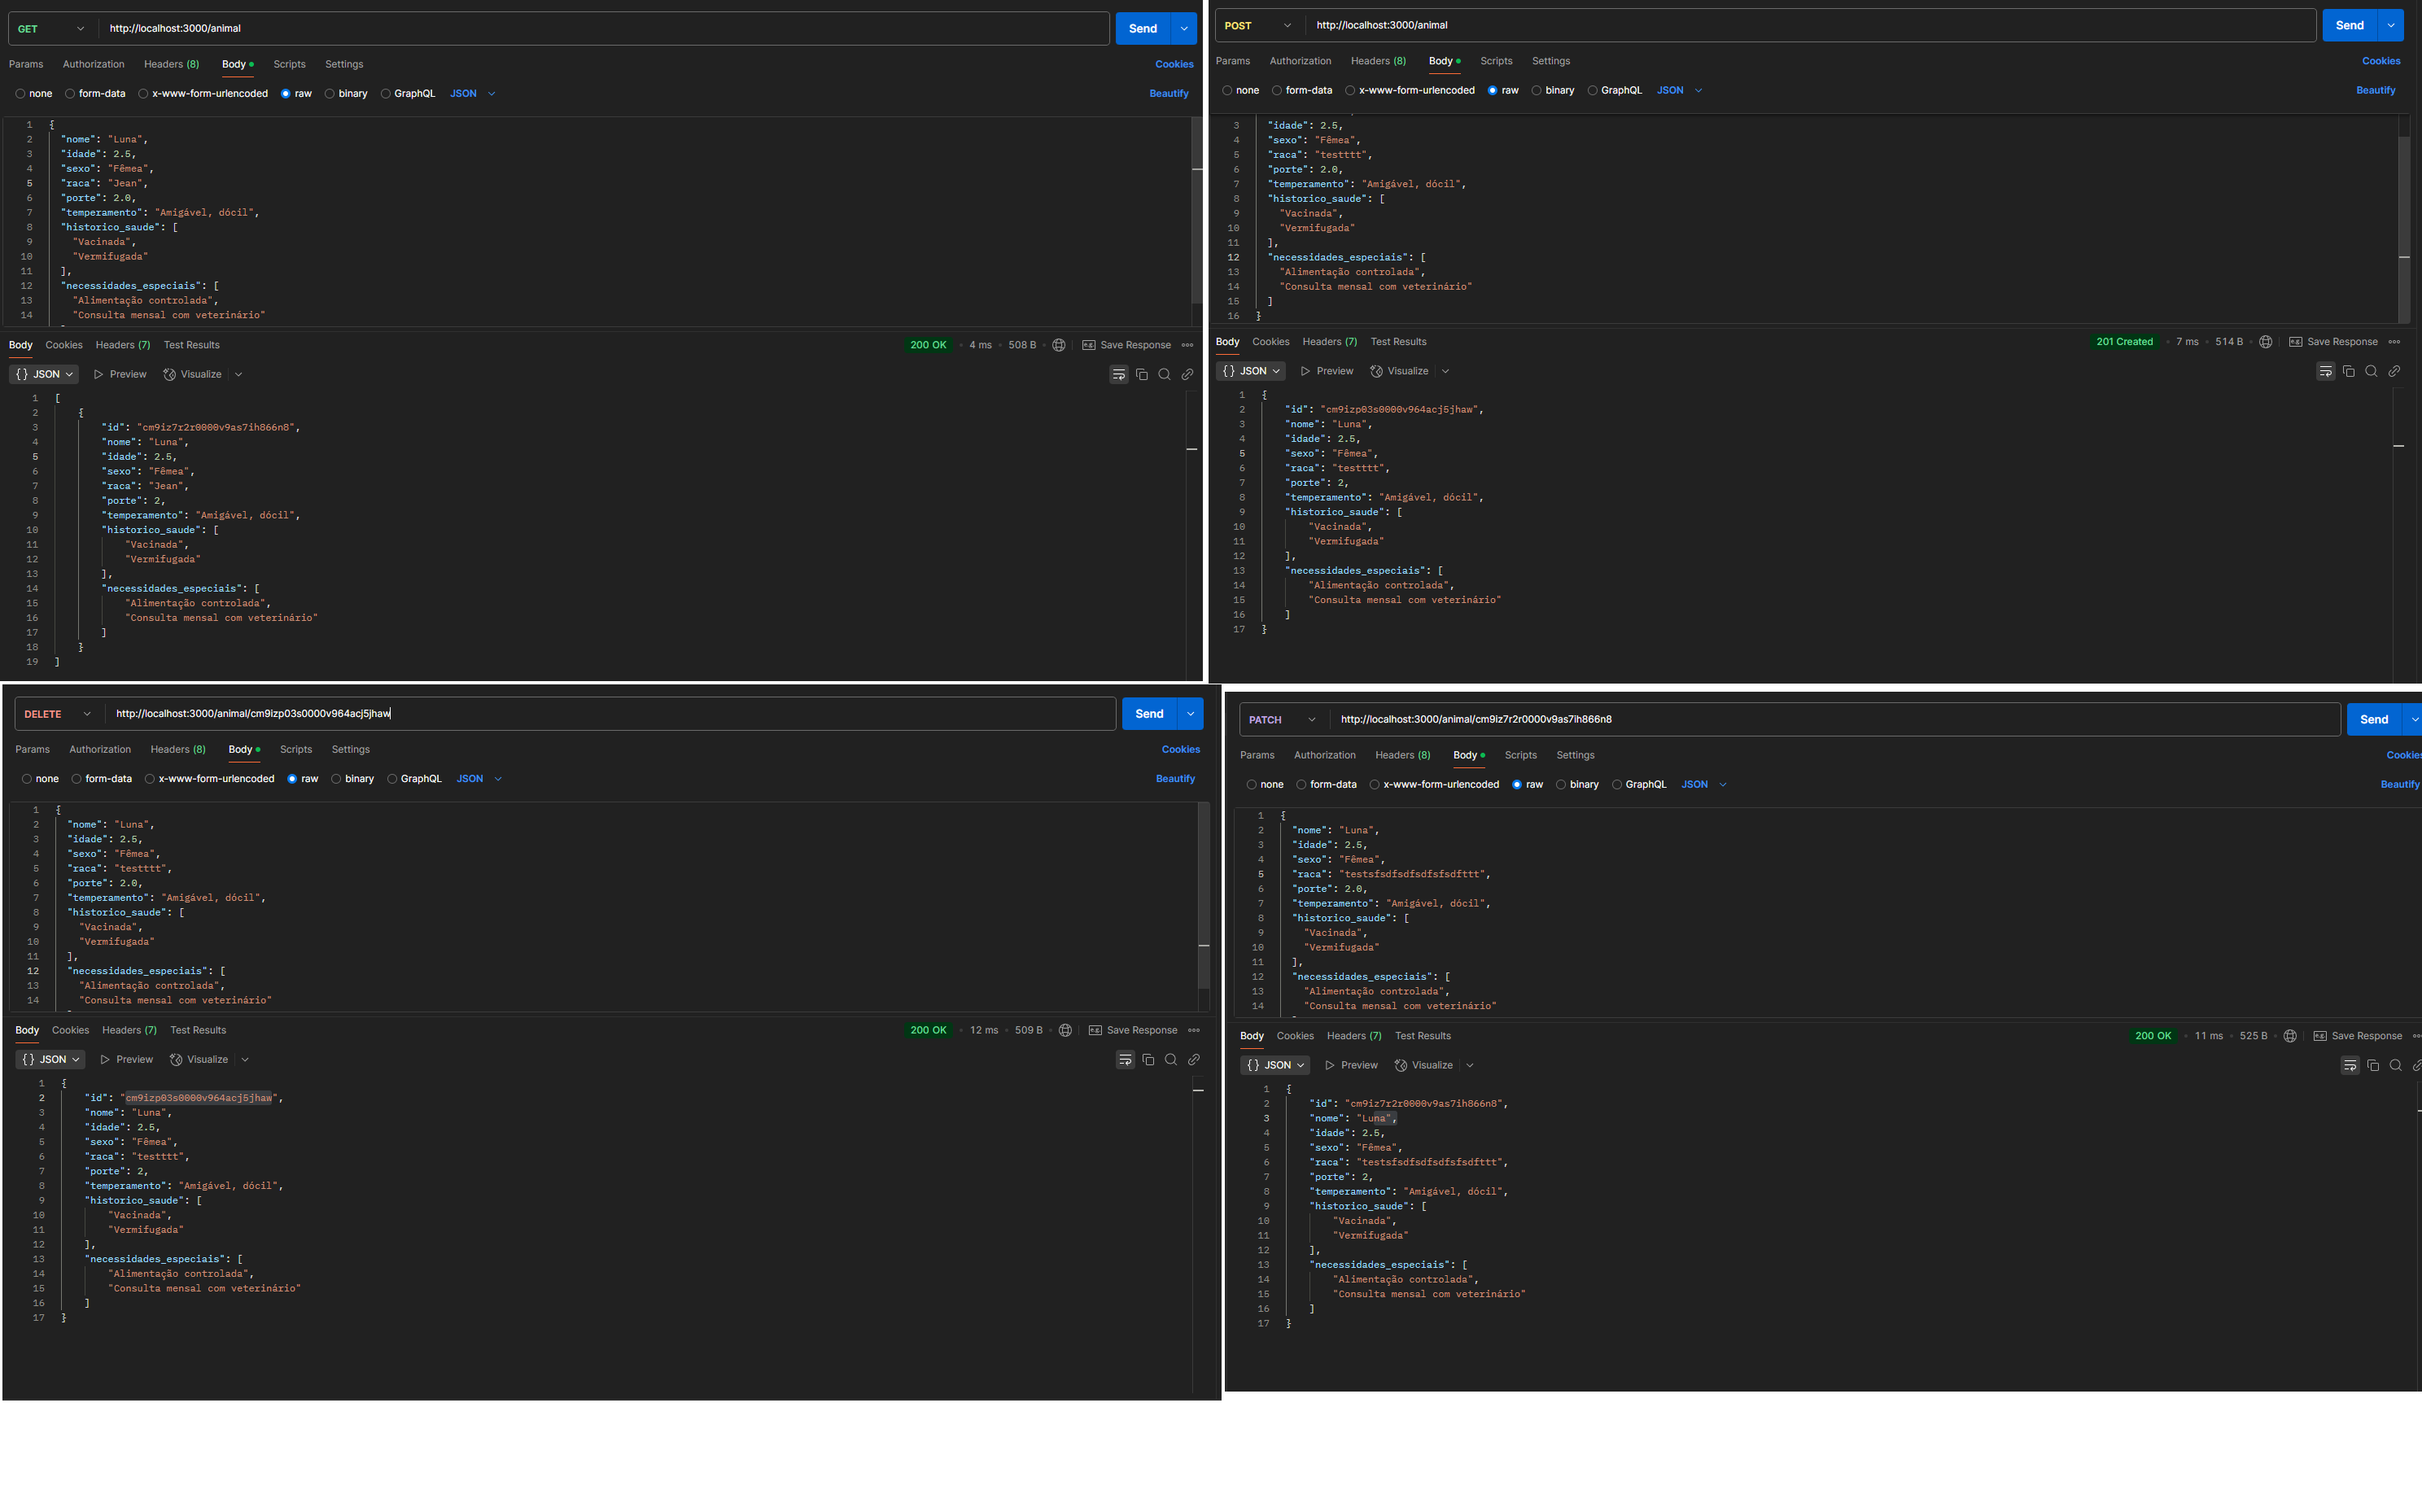 GET http://localhost:3000/animal Send
Params Authorization Headers (8) Body Scripts Settings Cookies
none form-data x-www-form-urlencoded raw binary GraphQL JSON Beautify
1 {
2 "nome": "Luna",
3 "idade": 2.5,
4 "sexo": "Fêmea",
5 "raca": "Jean",
6 "porte": 2.0,
7 "temperamento": "Amigável, dócil",
8 "historico_saude": [
9 "Vacinada",
10 "Vermifugada"
11 ],
12 "necessidades_especiais": [
13 "Alimentação controlada",
14 "Consulta mensal com veterinário"
Body Cookies Headers (7) Test Results 200 OK 4 ms 508 B Save Response
{} JSON Preview Visualize
1 [
2 {
3 "id": "cm9iz7r2r0000v9as7ih866n8",
4 "nome": "Luna",
5 "idade": 2.5,
6 "sexo": "Fêmea",
7 "raca": "Jean",
8 "porte": 2,
9 "temperamento": "Amigável, dócil",
10 "historico_saude": [
11 "Vacinada",
12 "Vermifugada"
13 ],
14 "necessidades_especiais": [
15 "Alimentação controlada",
16 "Consulta mensal com veterinário"
17 ]
18 }
19 ]
POST http://localhost:3000/animal Send
Params Authorization Headers (8) Body Scripts Settings Cookies
none form-data x-www-form-urlencoded raw binary GraphQL JSON Beautify
3 "idade": 2.5,
4 "sexo": "Fêmea",
5 "raca": "testttt",
6 "porte": 2.0,
7 "temperamento": "Amigável, dócil",
8 "historico_saude": [
9 "Vacinada",
10 "Vermifugada"
11 ],
12 "necessidades_especiais": [
13 "Alimentação controlada",
14 "Consulta mensal com veterinário"
15 ]
16 }
Body Cookies Headers (7) Test Results 201 Created 7 ms 514 B Save Response
{} JSON Preview Visualize
1 {
2 "id": "cm9izp03s0000v964acj5jhaw",
3 "nome": "Luna",
4 "idade": 2.5,
5 "sexo": "Fêmea",
6 "raca": "testttt",
7 "porte": 2,
8 "temperamento": "Amigável, dócil",
9 "historico_saude": [
10 "Vacinada",
11 "Vermifugada"
12 ],
13 "necessidades_especiais": [
14 "Alimentação controlada",
15 "Consulta mensal com veterinário"
16 ]
17 }
DELETE http://localhost:3000/animal/cm9izp03s0000v964acj5jhaw Send
Params Authorization Headers (8) Body Scripts Settings Cookies
none form-data x-www-form-urlencoded raw binary GraphQL JSON Beautify
1 {
2 "nome": "Luna",
3 "idade": 2.5,
4 "sexo": "Fêmea",
5 "raca": "testttt",
6 "porte": 2.0,
7 "temperamento": "Amigável, dócil",
8 "historico_saude": [
9 "Vacinada",
10 "Vermifugada"
11 ],
12 "necessidades_especiais": [
13 "Alimentação controlada",
14 "Consulta mensal com veterinário"
Body Cookies Headers (7) Test Results 200 OK 12 ms 509 B Save Response
{} JSON Preview Visualize
1 {
2 "id": "cm9izp03s0000v964acj5jhaw",
3 "nome": "Luna",
4 "idade": 2.5,
5 "sexo": "Fêmea",
6 "raca": "testttt",
7 "porte": 2,
8 "temperamento": "Amigável, dócil",
9 "historico_saude": [
10 "Vacinada",
11 "Vermifugada"
12 ],
13 "necessidades_especiais": [
14 "Alimentação controlada",
15 "Consulta mensal com veterinário"
16 ]
17 }
PATCH http://localhost:3000/animal/cm9iz7r2r0000v9as7ih866n8 Send
Params Authorization Headers (8) Body Scripts Settings Cookies
none form-data x-www-form-urlencoded raw binary GraphQL JSON Beautify
1 {
2 "nome": "Luna",
3 "idade": 2.5,
4 "sexo": "Fêmea",
5 "raca": "testsfsdfsdfsdfsfsdfttt",
6 "porte": 2.0,
7 "temperamento": "Amigável, dócil",
8 "historico_saude": [
9 "Vacinada",
10 "Vermifugada"
11 ],
12 "necessidades_especiais": [
13 "Alimentação controlada",
14 "Consulta mensal com veterinário"
Body Cookies Headers (7) Test Results 200 OK 11 ms 525 B Save Response
{} JSON Preview Visualize
1 {
2 "id": "cm9iz7r2r0000v9as7ih866n8",
3 "nome": "Luna",
4 "idade": 2.5,
5 "sexo": "Fêmea",
6 "raca": "testsfsdfsdfsdfsfsdfttt",
7 "porte": 2,
8 "temperamento": "Amigável, dócil",
9 "historico_saude": [
10 "Vacinada",
11 "Vermifugada"
12 ],
13 "necessidades_especiais": [
14 "Alimentação controlada",
15 "Consulta mensal com veterinário"
16 ]
17 }